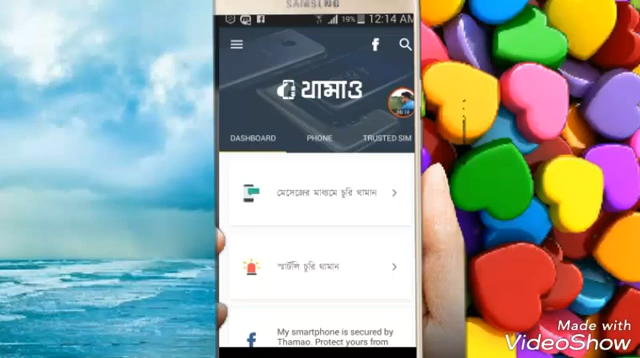 SAMSUNG
19% 12:14 AM
থামাও
DASHBOARD PHONE TRUSTED SIM
মেসেজের মাধ্যমে চুরি থামান
স্মার্টলি চুরি থামান
My smartphone is secured by
Thamao. Protect yours from
Made with
VideoShow